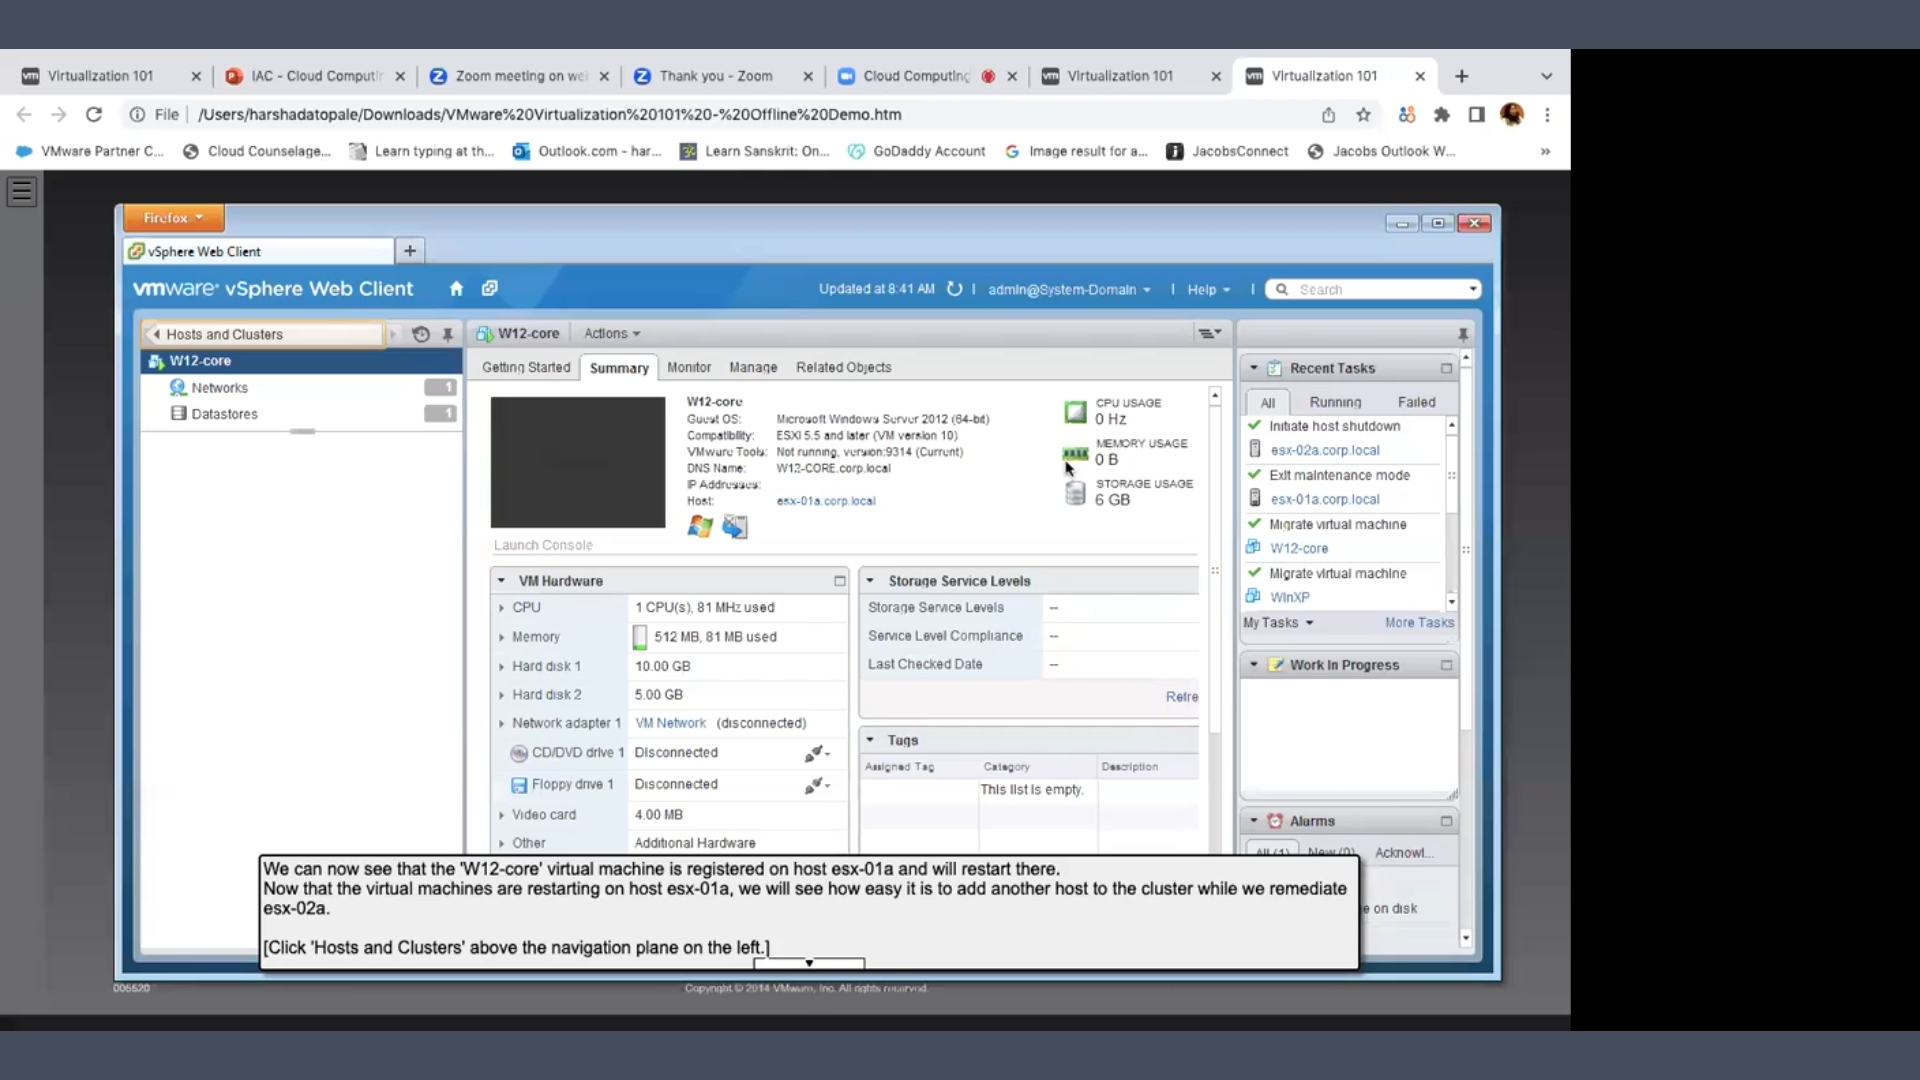 Virtualization 101
IAC - Cloud Computin
Zoom meeting on we
Thank you - Zoom
Cloud Computing
Virtualization 101
Virtualization 101
File
/Users/harshadatopale/Downloads/VMware%20Virtualization%20101%20-%20Offline%20Demo.htm
VMware Partner C...
Cloud Counselage...
Learn typing at th...
Outlook.com - har...
Learn Sanskrit: On...
GoDaddy Account
Image result for a...
JacobsConnect
Jacobs Outlook W...
Firefox
vSphere Web Client
vmware® vSphere Web Client
Updated at 8:41 AM
admin@System-Domain
Help
Search
Hosts and Clusters
W12-core
Networks 1
Datastores 1
W12-core
Actions
Getting Started
Summary
Monitor
Manage
Related Objects
W12-core
Guest OS: Microsoft Windows Server 2012 (64-bit)
Compatibility: ESXi 5.5 and later (VM version 10)
VMware Tools: Not running, version:9314 (Current)
DNS Name: W12-CORE.corp.local
IP Addresses:
Host: esx-01a.corp.local
Launch Console
CPU USAGE
0 Hz
MEMORY USAGE
0 B
STORAGE USAGE
6 GB
VM Hardware
CPU 1 CPU(s), 81 MHz used
Memory 512 MB, 81 MB used
Hard disk 1 10.00 GB
Hard disk 2 5.00 GB
Network adapter 1 VM Network (disconnected)
CD/DVD drive 1 Disconnected
Floppy drive 1 Disconnected
Video card 4.00 MB
Other Additional Hardware
Storage Service Levels
Storage Service Levels --
Service Level Compliance --
Last Checked Date --
Refre
Tags
Assigned Tag Category Description
This list is empty.
Recent Tasks
All Running Failed
Initiate host shutdown
esx-02a.corp.local
Exit maintenance mode
esx-01a.corp.local
Migrate virtual machine
W12-core
Migrate virtual machine
WinXP
My Tasks More Tasks
Work In Progress
Alarms
All (1) New (0) Acknowl...
e on disk
We can now see that the 'W12-core' virtual machine is registered on host esx-01a and will restart there.
Now that the virtual machines are restarting on host esx-01a, we will see how easy it is to add another host to the cluster while we remediate
esx-02a.
[Click 'Hosts and Clusters' above the navigation plane on the left.]
005520
Copyright © 2014 VMware, Inc. All rights reserved.